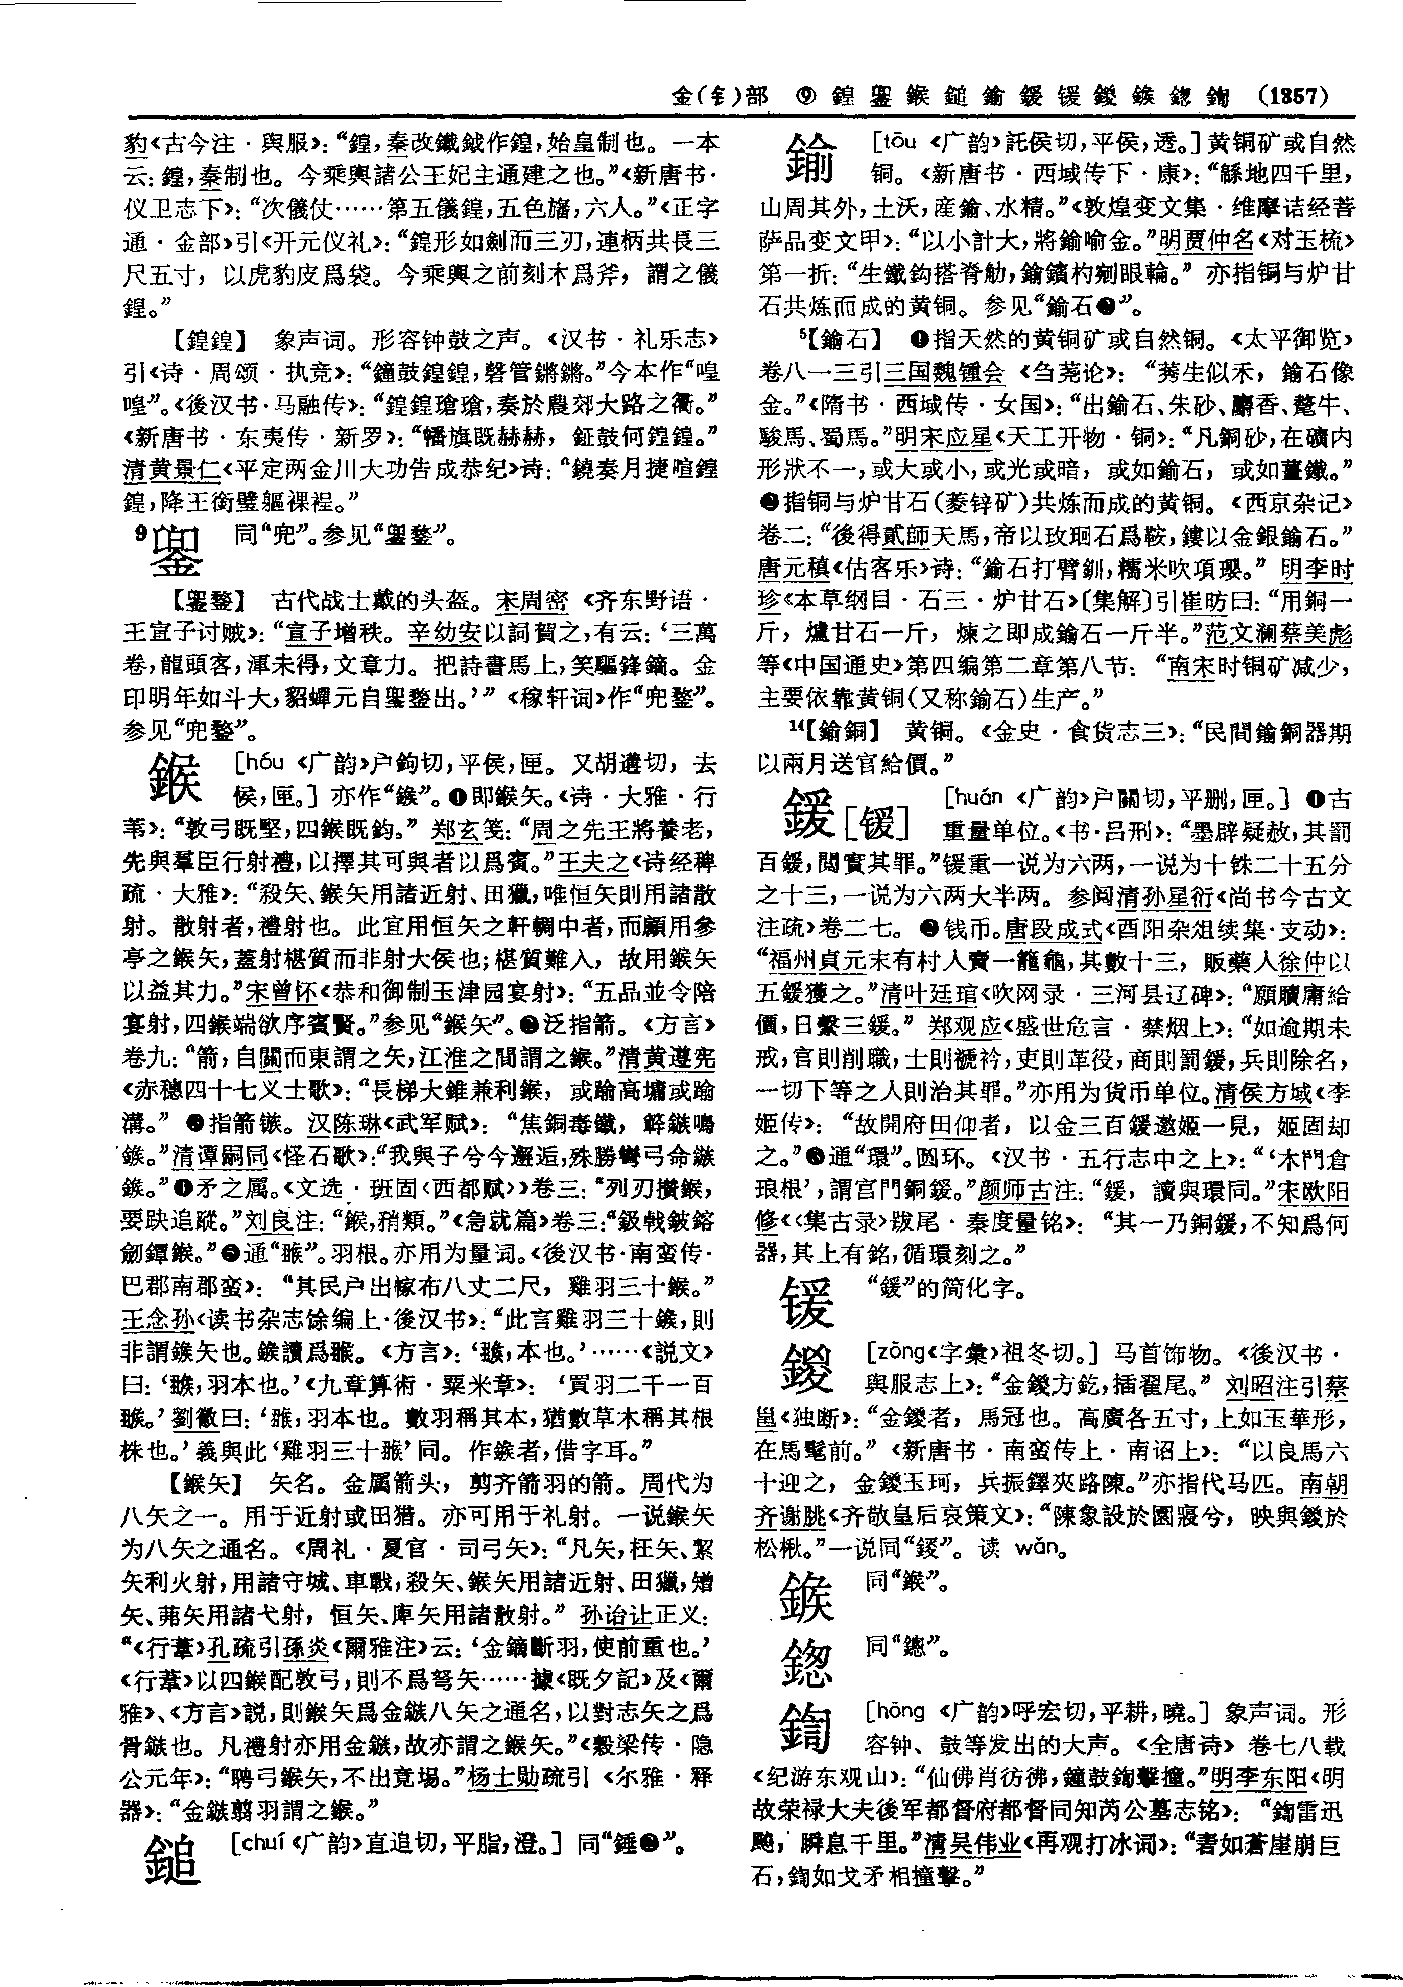 金(钅)部 ⑨ 鍠 鍪 鍭 鎚 鍮 鍰 锾 鍐 鏃 鍯 鍧 (1357)
豹《古今注·舆服》:“鍠,秦改鐵鉞作鍠,始皇制也。一本
云:鍠,秦制也。今乘輿諸公王妃主通建之也。”《新唐书·
仪卫志下》:“次儀仗……第五儀鍠,五色旛,六人。”《正字
通·金部》引《开元仪礼》:“鍠形如劍而三刃,連柄共長三
尺五寸,以虎豹皮爲袋。今乘輿之前刻木爲斧,謂之儀
鍠。”
【鍠鍠】 象声词。形容钟鼓之声。《汉书·礼乐志》
引《诗·周颂·执竞》:“鐘鼓鍠鍠,磬管鏘鏘。”今本作“喤
喤”。《後汉书·马融传》:“鍠鍠瑲瑲,奏於農郊大路之衢。”
《新唐书·东夷传·新罗》:“幡旗既赫赫,鉦鼓何鍠鍠。”
清黄景仁《平定两金川大功告成恭纪》诗:“鐃奏月捷喧鍠
鍠,降王銜璧軀裸裎。”
9 同“兜”。参见“鍪”。
【鍪】 古代战士戴的头盔。宋周密《齐东野语·
王宣子讨贼》:“宣子增秩。辛幼安以詞賀之,有云:‘三萬
卷,龍頭客,渾未得,文章力。把詩書馬上,笑驅鋒鏑。金
印明年如斗大,貂蟬元自鍪出。’”《稼轩词》作“兜鍪”。
参见“兜鍪”。
鍭 [hóu《广韵》户鉤切,平侯,匣。又胡遘切,去
候,匣。] 亦作“鍭”。❶即鍭矢。《诗·大雅·行
苇》:“敦弓既堅,四鍭既鈞。”郑玄笺:“周之先王將養老,
先與羣臣行射禮,以擇其可與者以爲賓。”王夫之《诗经稗
疏·大雅》:“殺矢、鍭矢用諸近射、田獵,唯恒矢則用諸散
射。散射者,禮射也。此宜用恒矢之軒輖中者,而顧用參
亭之鍭矢,蓋射椹質而非射大侯也;椹質難入,故用鍭矢
以益其力。”宋曾怀《恭和御制玉津园宴射》:“五品並令陪
宴射,四鍭端欲序賓賢。”参见“鍭矢”。❷泛指箭。《方言》
卷九:“箭,自關而東謂之矢,江淮之間謂之鍭。”清黄遵宪
《赤穗四十七义士歌》:“長梯大錐兼利鍭,或踰高墉或踰
溝。”❸指箭镞。汉陈琳《武军赋》:“焦銅毒鐵,鏃鳴
鍭。”清谭嗣同《怪石歌》:“我與子兮今邂逅,殊勝彎弓命鏃
鍭。”❹矛之属。《文选·班固〈西都赋〉》卷三:“列刃攢鍭,
要趹追蹤。”刘良注:“鍭,矟類。”《急就篇》卷三:“鈒戟鈹鎔
劍鐔鍭。”❺通“翭”。羽根。亦用为量词。《後汉书·南蛮传·
巴郡南郡蛮》:“其民户出幏布八丈二尺,雞羽三十鍭。”
王念孙《读书杂志馀编上·後汉书》:“此言雞羽三十鍭,則
非謂鍭矢也。鍭讀爲翭。《方言》:‘翭,本也。’……《説文》
曰:‘翭,羽本也。’《九章算術·粟米章》:‘買羽二千一百
翭。’劉徽曰:‘翭,羽本也。數羽稱其本,猶數草木稱其根
株也。’義與此‘雞羽三十翭’同。作鍭者,借字耳。”
【鍭矢】 矢名。金属箭头,剪齐箭羽的箭。周代为
八矢之一。用于近射或田猎。亦可用于礼射。一说鍭矢
为八矢之通名。《周礼·夏官·司弓矢》:“凡矢,枉矢、絜
矢利火射,用諸守城、車戰,殺矢、鍭矢用諸近射、田獵,矰
矢、茀矢用諸弋射,恒矢、庳矢用諸散射。”孙诒让正义:
“《行葦》孔疏引孫炎《爾雅注》云:‘金鏑斷羽,使前重也。’
《行葦》以四鍭配敦弓,則不爲弩矢……據《既夕記》及《爾
雅》、《方言》説,則鍭矢爲金鏃八矢之通名,以對志矢之爲
骨鏃也。凡禮射亦用金鏃,故亦謂之鍭矢。”《穀梁传·隐
公元年》:“聘弓鍭矢,不出竟埸。”杨士勋疏引《尔雅·释
器》:“金鏃翦羽謂之鍭。”
鎚 [chuí《广韵》直追切,平脂,澄。] 同“錘❷”。
鍮 [tōu《广韵》託侯切,平侯,透。]黄铜矿或自然
铜。《新唐书·西域传下·康》:“繇地四千里,
山周其外,土沃,産鍮、水精。”《敦煌变文集·维摩诘经菩
萨品变文甲》:“以小計大,將鍮喻金。”明贾仲名《对玉梳》
第一折:“生鐵鈎搭脊觔,鍮鑌杓剜眼輪。”亦指铜与炉甘
石共炼而成的黄铜。参见“鍮石❷”。
5【鍮石】 ❶指天然的黄铜矿或自然铜。《太平御览》
卷八一三引三国魏锺会《刍荛论》:“莠生似禾,鍮石像
金。”《隋书·西域传·女国》:“出鍮石、朱砂、麝香、氂牛、
駿馬、蜀馬。”明宋应星《天工开物·铜》:“凡銅砂,在礦内
形狀不一,或大或小,或光或暗,或如鍮石,或如薑鐵。”
❷指铜与炉甘石(菱锌矿)共炼而成的黄铜。《西京杂记》
卷二:“後得貳師天馬,帝以玫瑰石爲鞍,鏤以金銀鍮石。”
唐元稹《估客乐》诗:“鍮石打臂釧,糯米吹項瓔。”明李时
珍《本草纲目·石三·炉甘石》〔集解〕引崔昉曰:“用銅一
斤,爐甘石一斤,煉之即成鍮石一斤半。”范文澜蔡美彪
等《中国通史》第四编第二章第八节:“南宋时铜矿减少,
主要依靠黄铜(又称鍮石)生产。”
14【鍮銅】 黄铜。《金史·食货志三》:“民間鍮銅器期
以兩月送官給價。”
鍰[锾] [huán《广韵》户關切,平删,匣。] ❶古
重量单位。《书·吕刑》:“墨辟疑赦,其罰
百鍰,閲實其罪。”锾重一说为六两,一说为十铢二十五分
之十三,一说为六两大半两。参阅清孙星衍《尚书今古文
注疏》卷二七。❷钱币。唐段成式《酉阳杂俎续集·支动》:
“福州貞元末有村人賣一籠龜,其數十三,販藥人徐仲以
五鍰獲之。”清叶廷琯《吹网录·三河县辽碑》:“願贖庸給
價,日繫三鍰。”郑观应《盛世危言·禁烟上》:“如逾期未
戒,官則削職,士則褫衿,吏則革役,商則罰鍰,兵則除名,
一切下等之人則治其罪。”亦用为货币单位。清侯方域《李
姬传》:“故開府田仰者,以金三百鍰邀姬一見,姬固却
之。”❸通“環”。圆环。《汉书·五行志中之上》:“‘木門倉
琅根’,謂宫門銅鍰。”颜师古注:“鍰,讀與環同。”宋欧阳
修《〈集古录〉跋尾·秦度量铭》:“其一乃銅鍰,不知爲何
器,其上有銘,循環刻之。”
锾 “鍰”的简化字。
鍐 [zōng《字彙》祖冬切。] 马首饰物。《後汉书·
舆服志上》:“金鍐方釳,插翟尾。”刘昭注引蔡
邕《独断》:“金鍐者,馬冠也。高廣各五寸,上如玉華形,
在馬髦前。”《新唐书·南蛮传上·南诏上》:“以良馬六
十迎之,金鍐玉珂,兵振鐸夾路陳。”亦指代马匹。南朝
齐谢朓《齐敬皇后哀策文》:“陳象設於園寢兮,映輿鍐於
松楸。”一说同“鋄”。读 wǎn。
同“鍭”。
鍯 同“鏓”。
[hōng《广韵》呼宏切,平耕,曉。] 象声词。形
容钟、鼓等发出的大声。《全唐诗》卷七八载
《纪游东观山》:“仙佛肖彷彿,鐘鼓鍧擊撞。”明李东阳《明
故荣禄大夫後军都督府都督同知芮公墓志铭》:“鍧雷迅
飈,瞬息千里。”清吴伟业《再观打冰词》:“砉如蒼崖崩巨
石,鍧如戈矛相撞擊。”